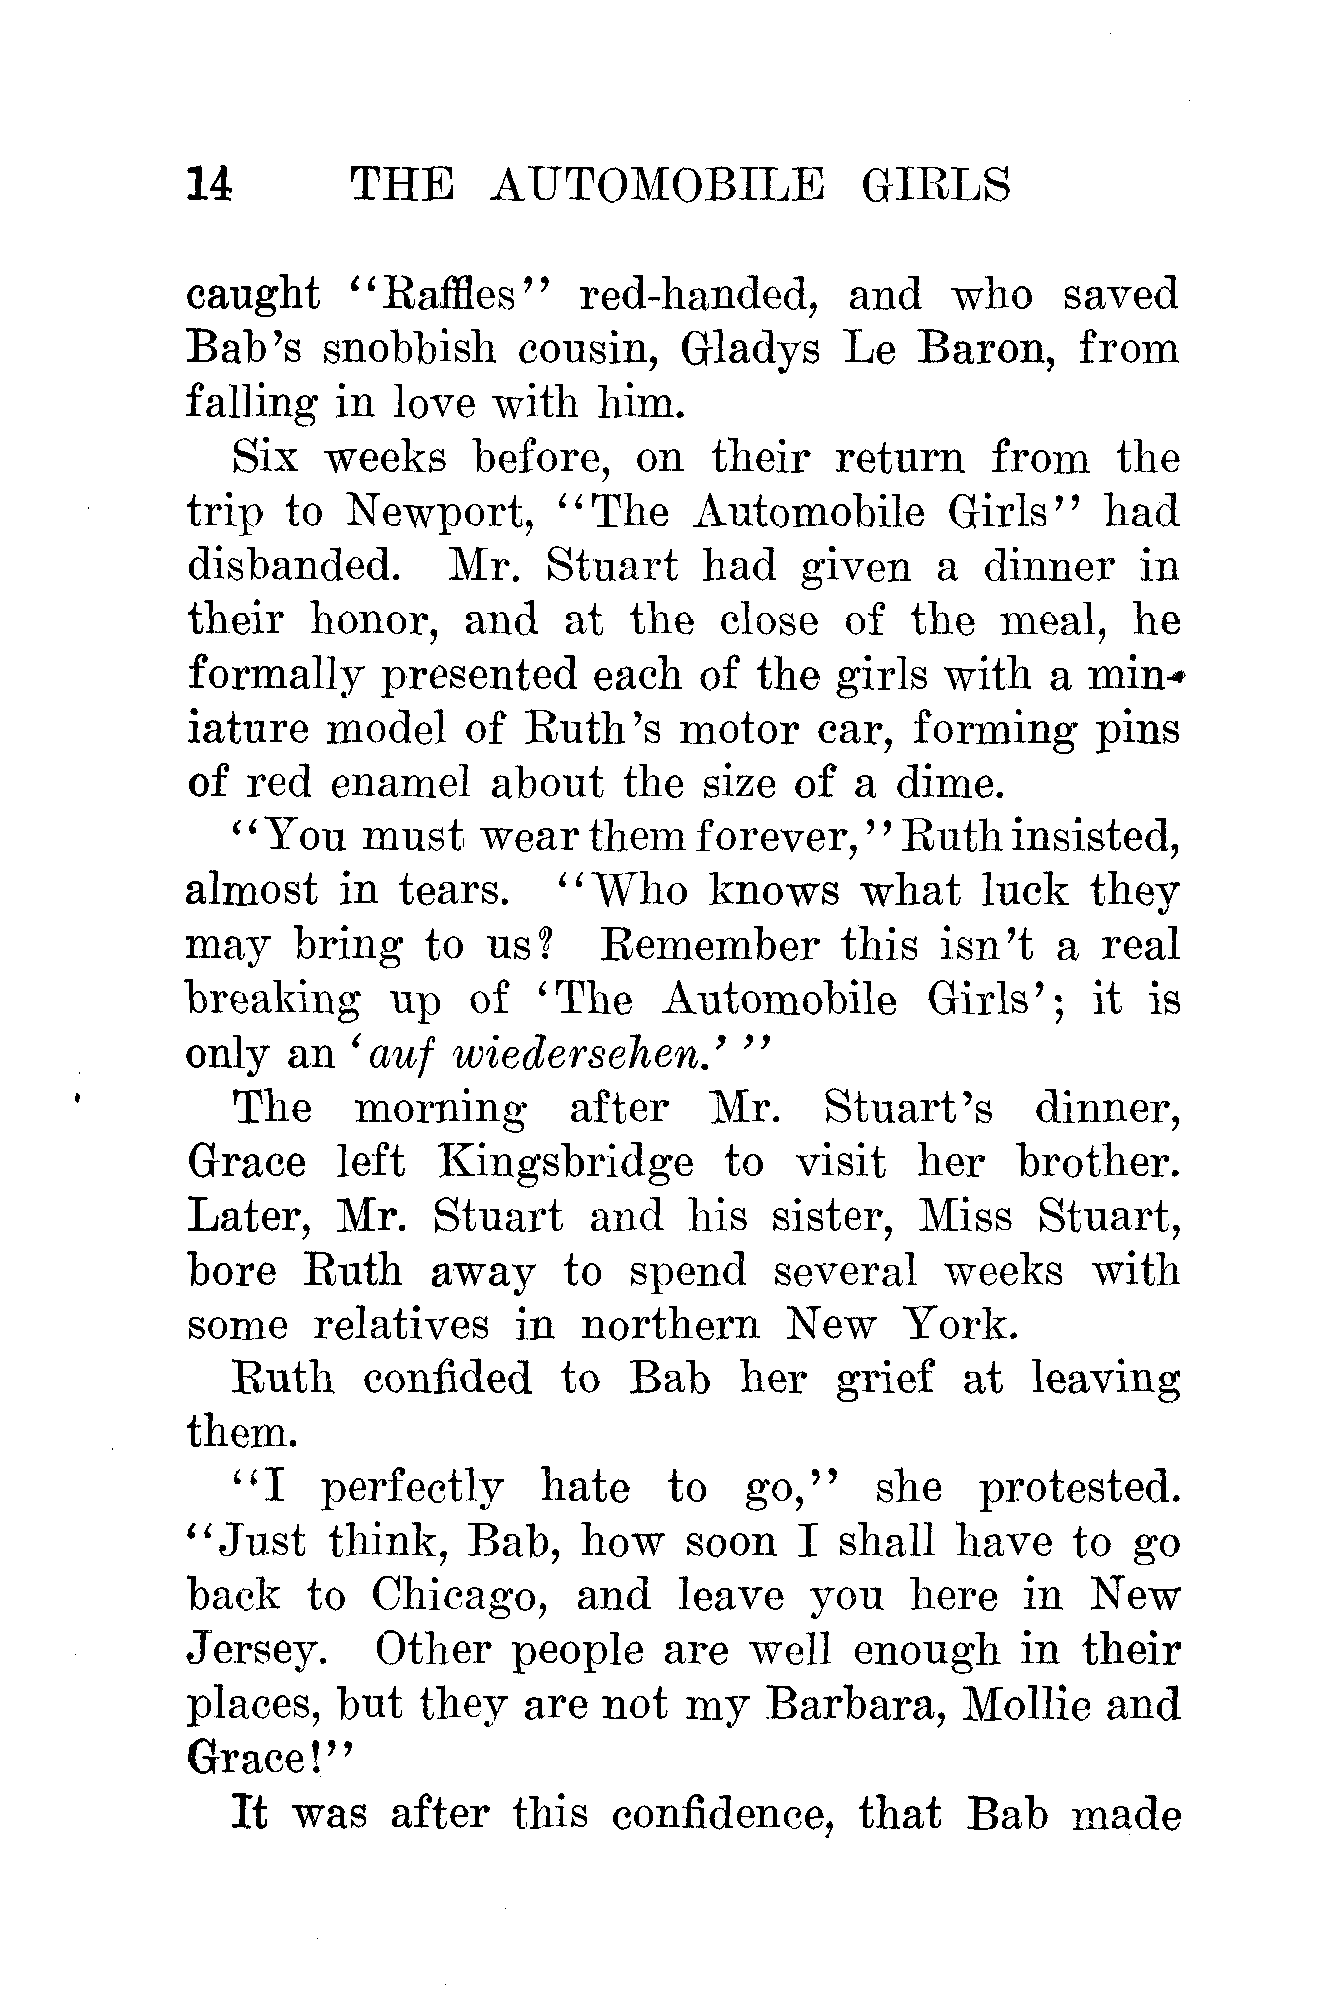 14 THE AUTOMOBILE GIRLS
caught "Raffles" red-handed, and who saved
Bab's snobbish cousin, Gladys Le Baron, from
falling in love with him.
Six weeks before, on their return from the
trip to Newport, "The Automobile Girls" had
disbanded. Mr. Stuart had given a dinner in
their honor, and at the close of the meal, he
formally presented each of the girls with a min-
iature model of Ruth's motor car, forming pins
of red enamel about the size of a dime.
"You must wear them forever," Ruth insisted,
almost in tears. "Who knows what luck they
may bring to us? Remember this isn't a real
breaking up of 'The Automobile Girls'; it is
only an 'auf wiedersehen.' "
The morning after Mr. Stuart's dinner,
Grace left Kingsbridge to visit her brother.
Later, Mr. Stuart and his sister, Miss Stuart,
bore Ruth away to spend several weeks with
some relatives in northern New York.
Ruth confided to Bab her grief at leaving
them.
"I perfectly hate to go," she protested.
"Just think, Bab, how soon I shall have to go
back to Chicago, and leave you here in New
Jersey. Other people are well enough in their
places, but they are not my Barbara, Mollie and
Grace!"
It was after this confidence, that Bab made